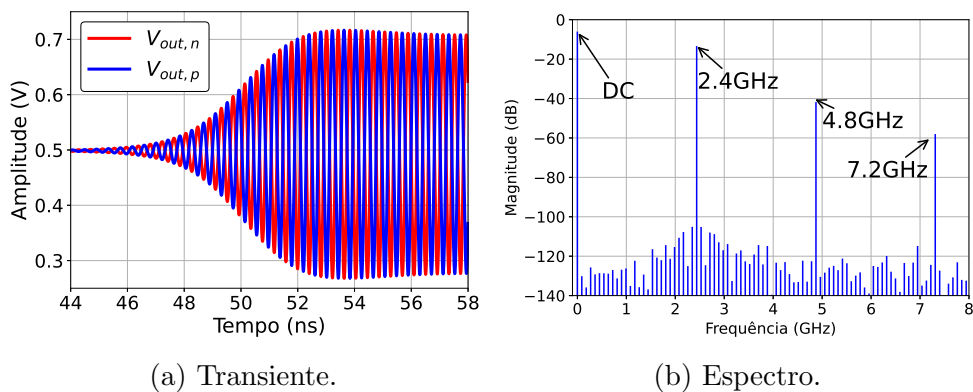 V_out,n
V_out,p
Amplitude (V)
0.7
0.6
0.5
0.4
0.3
44
46
48
50
52
54
56
58
Tempo (ns)
(a) Transiente.
Magnitude (dB)
0
−20
−40
−60
−80
−100
−120
−140
DC
2.4GHz
4.8GHz
7.2GHz
0
1
2
3
4
5
6
7
8
Frequência (GHz)
(b) Espectro.